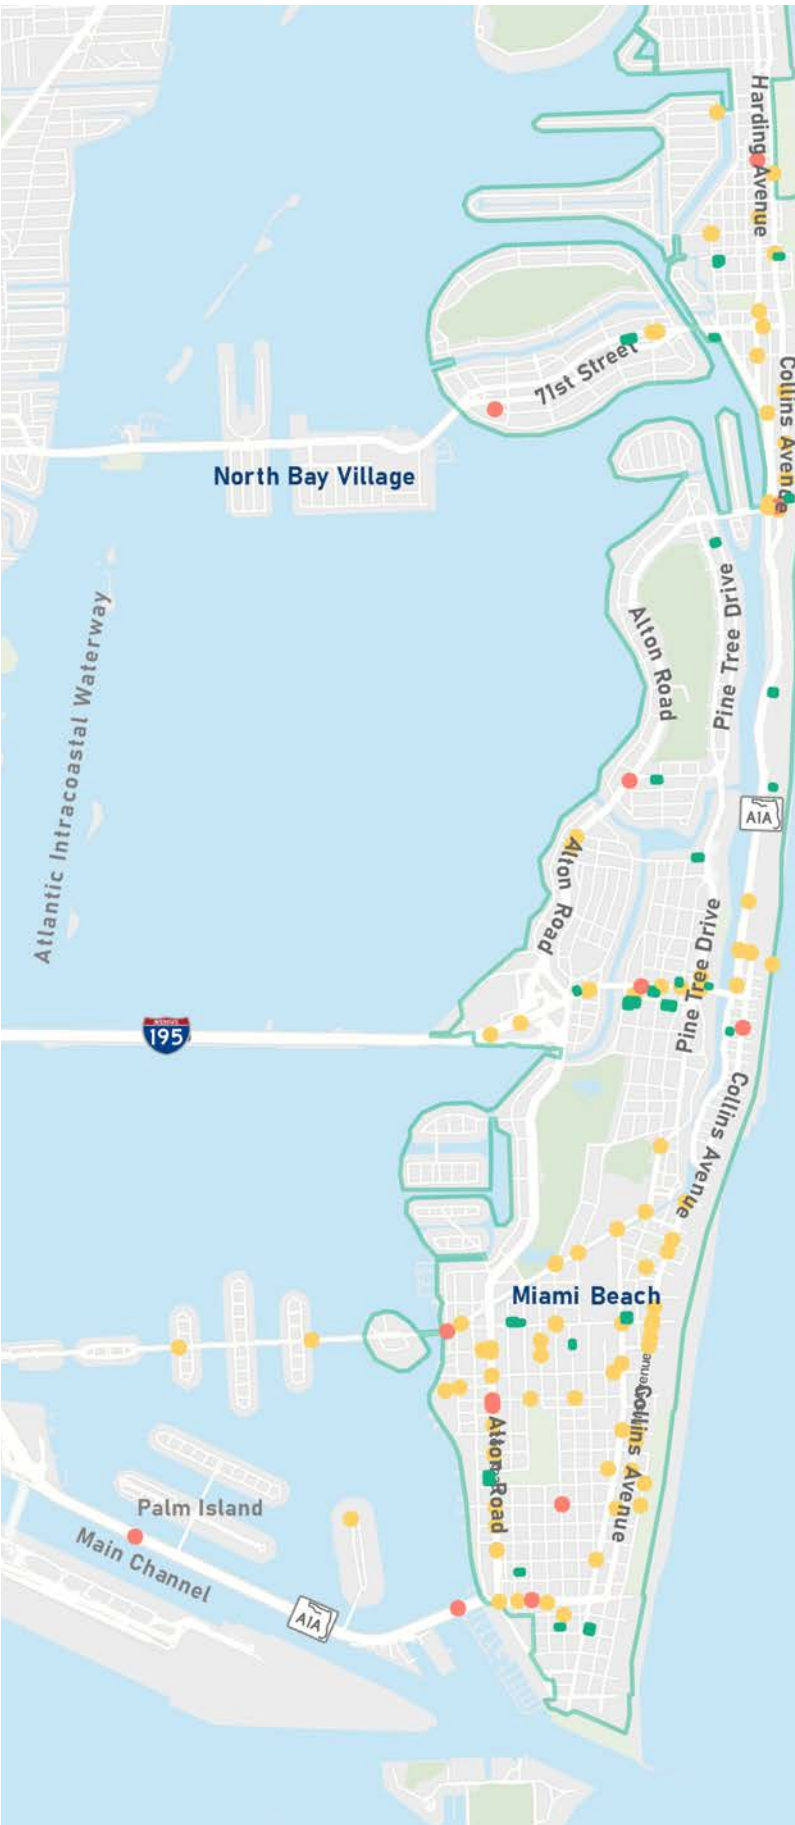 Harding Avenue
Collins Avenue
71st Street
North Bay Village
Pine Tree Drive
Alton Road
Atlantic Intracoastal Waterway
A1A
Alton Road
Pine Tree Drive
195
Collins Avenue
Miami Beach
Collins Avenue
Alton Road
Palm Island
Main Channel
A1A